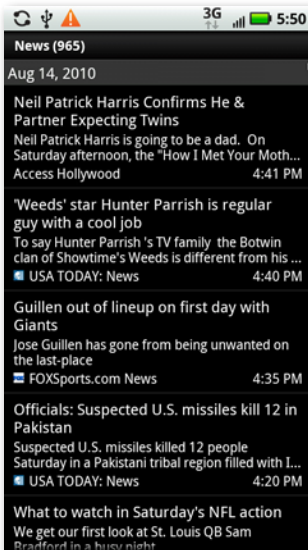 3G 5:50
News (965)
Aug 14, 2010
Neil Patrick Harris Confirms He &
Partner Expecting Twins
Neil Patrick Harris is going to be a dad. On
Saturday afternoon, the "How I Met Your Moth...
Access Hollywood 4:41 PM
'Weeds' star Hunter Parrish is regular
guy with a cool job
To say Hunter Parrish 's TV family the Botwin
clan of Showtime's Weeds is different from his ...
USA TODAY: News 4:40 PM
Guillen out of lineup on first day with
Giants
Jose Guillen has gone from being unwanted on
the last-place
FOXSports.com News 4:35 PM
Officials: Suspected U.S. missiles kill 12 in
Pakistan
Suspected U.S. missiles killed 12 people
Saturday in a Pakistani tribal region filled with I...
USA TODAY: News 4:20 PM
What to watch in Saturday's NFL action
We get our first look at St. Louis QB Sam
Bradford in a busy night